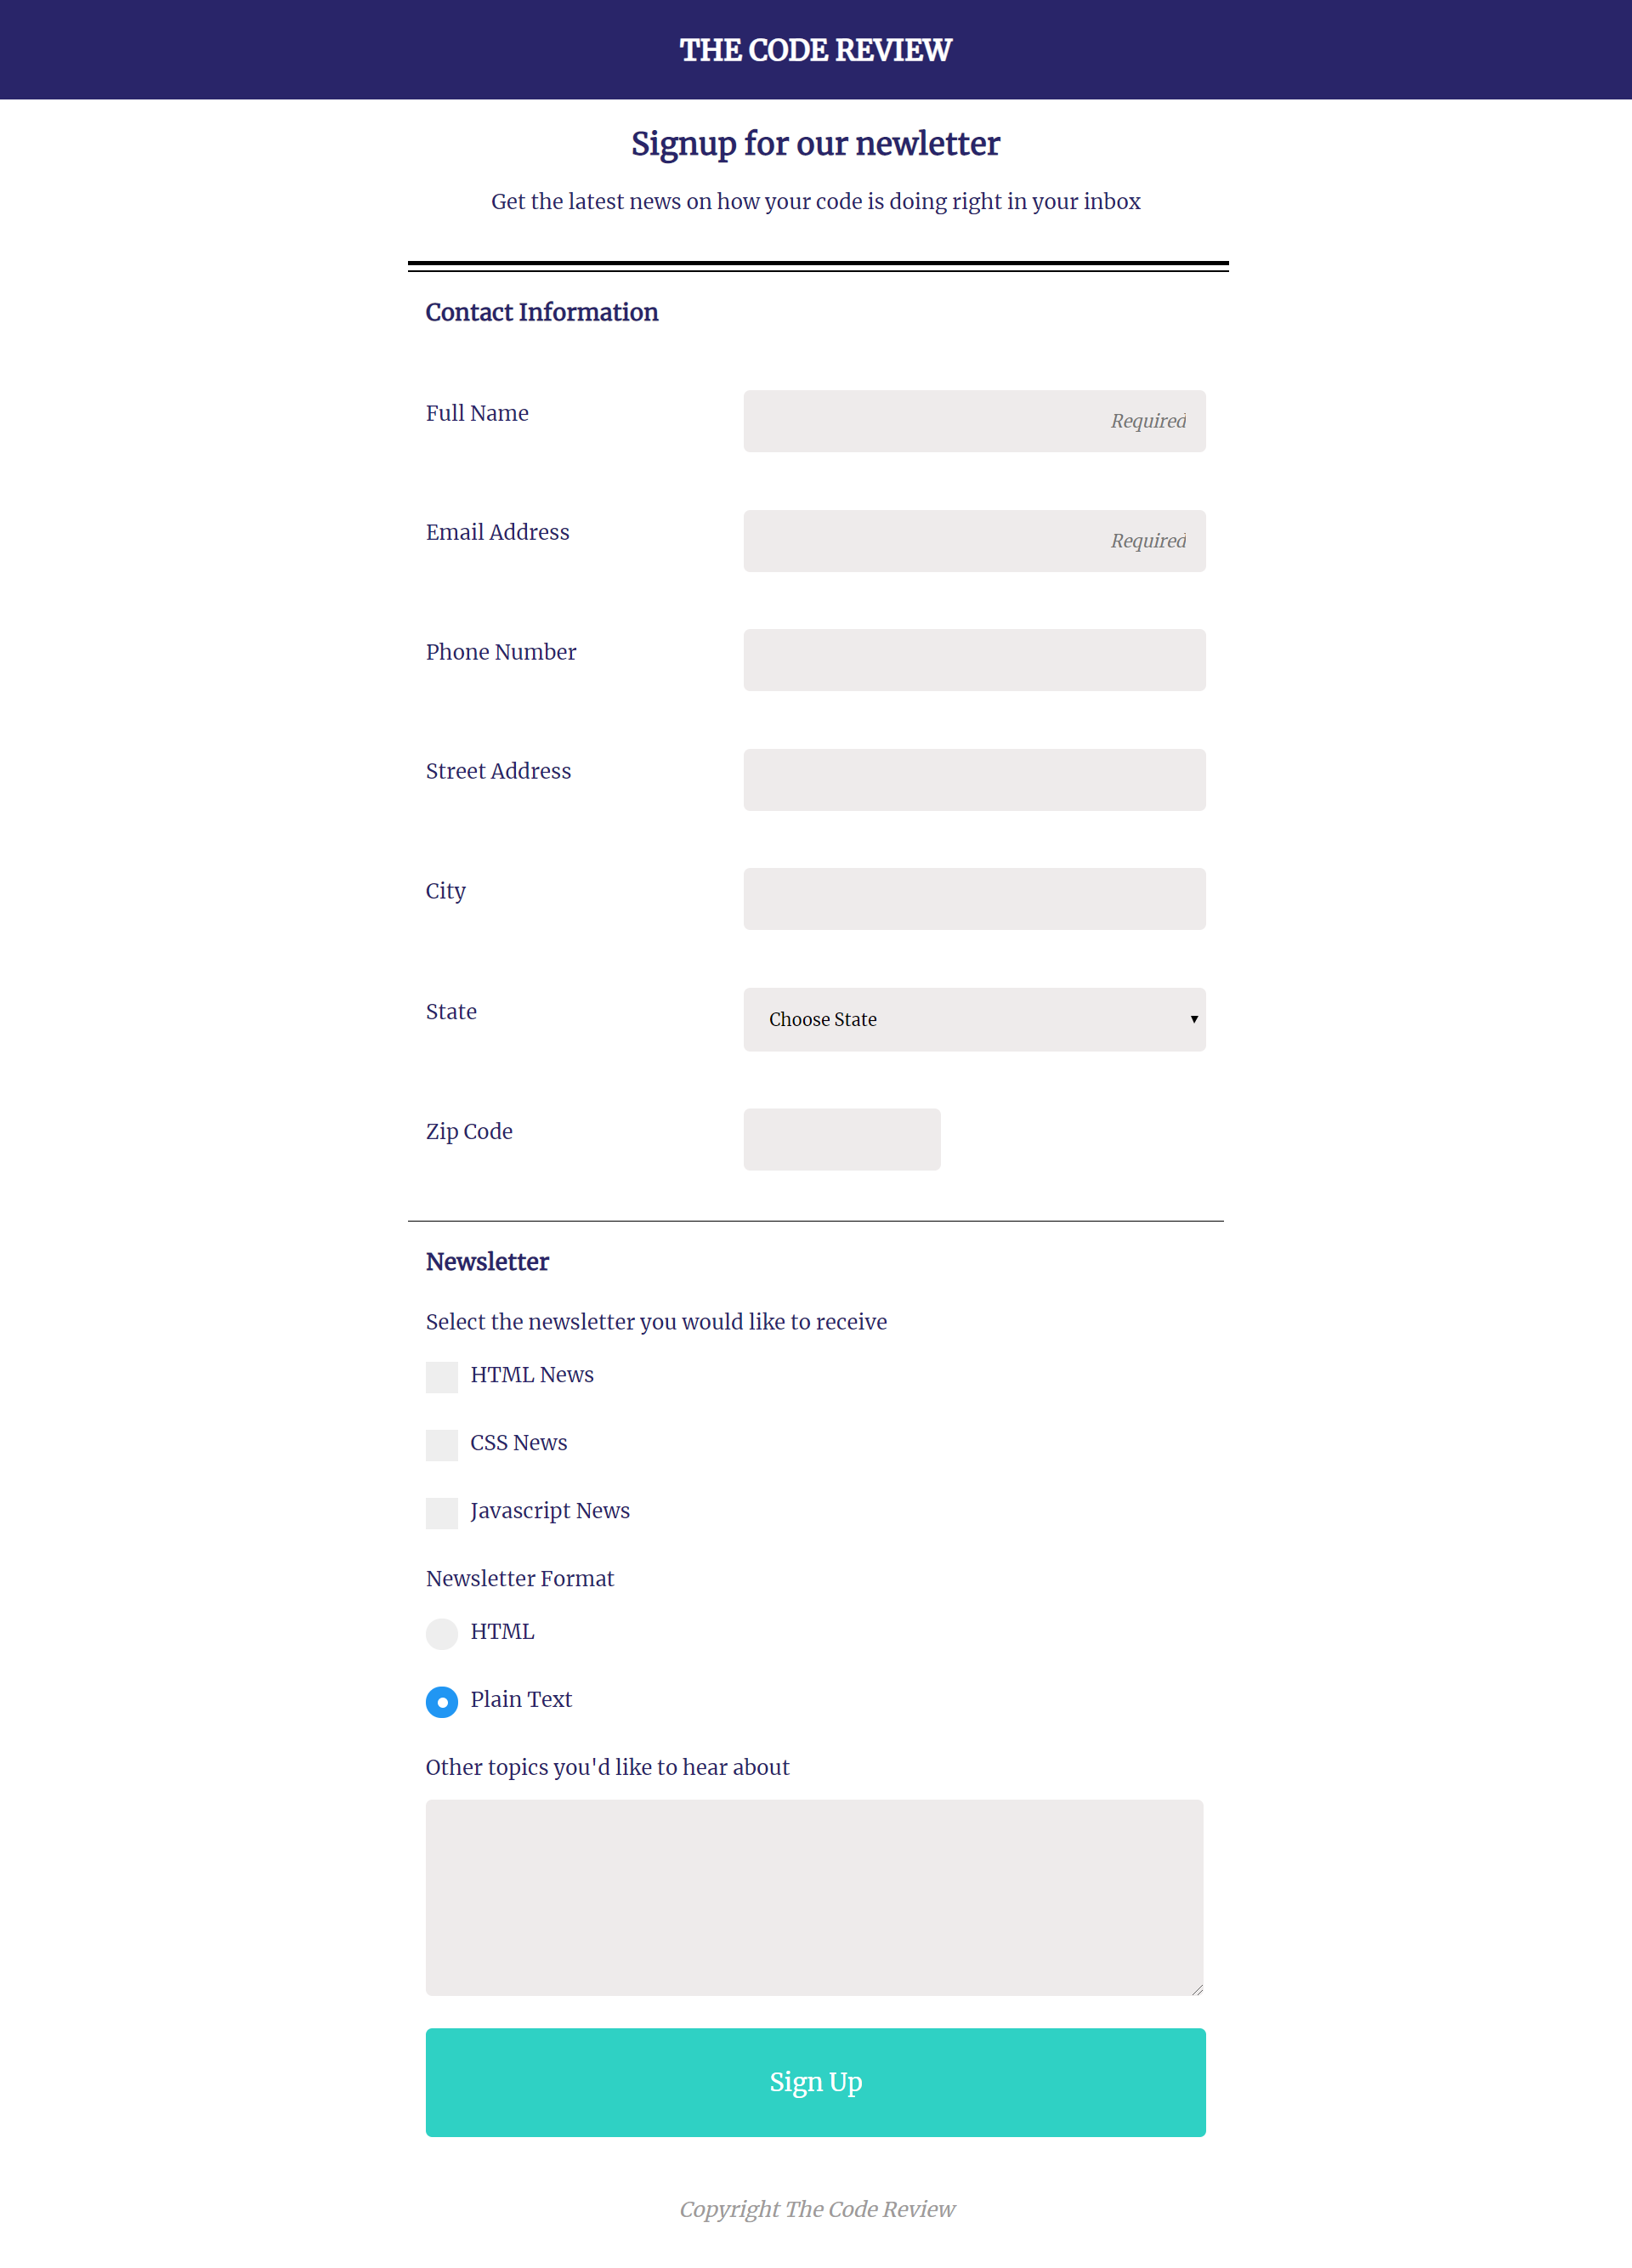 THE CODE REVIEW
Signup for our newletter
Get the latest news on how your code is doing right in your inbox
Contact Information
Full Name
Required
Email Address
Required
Phone Number
Street Address
City
State
Choose State
Zip Code
Newsletter
Select the newsletter you would like to receive
HTML News
CSS News
Javascript News
Newsletter Format
HTML
Plain Text
Other topics you'd like to hear about
Sign Up
Copyright The Code Review